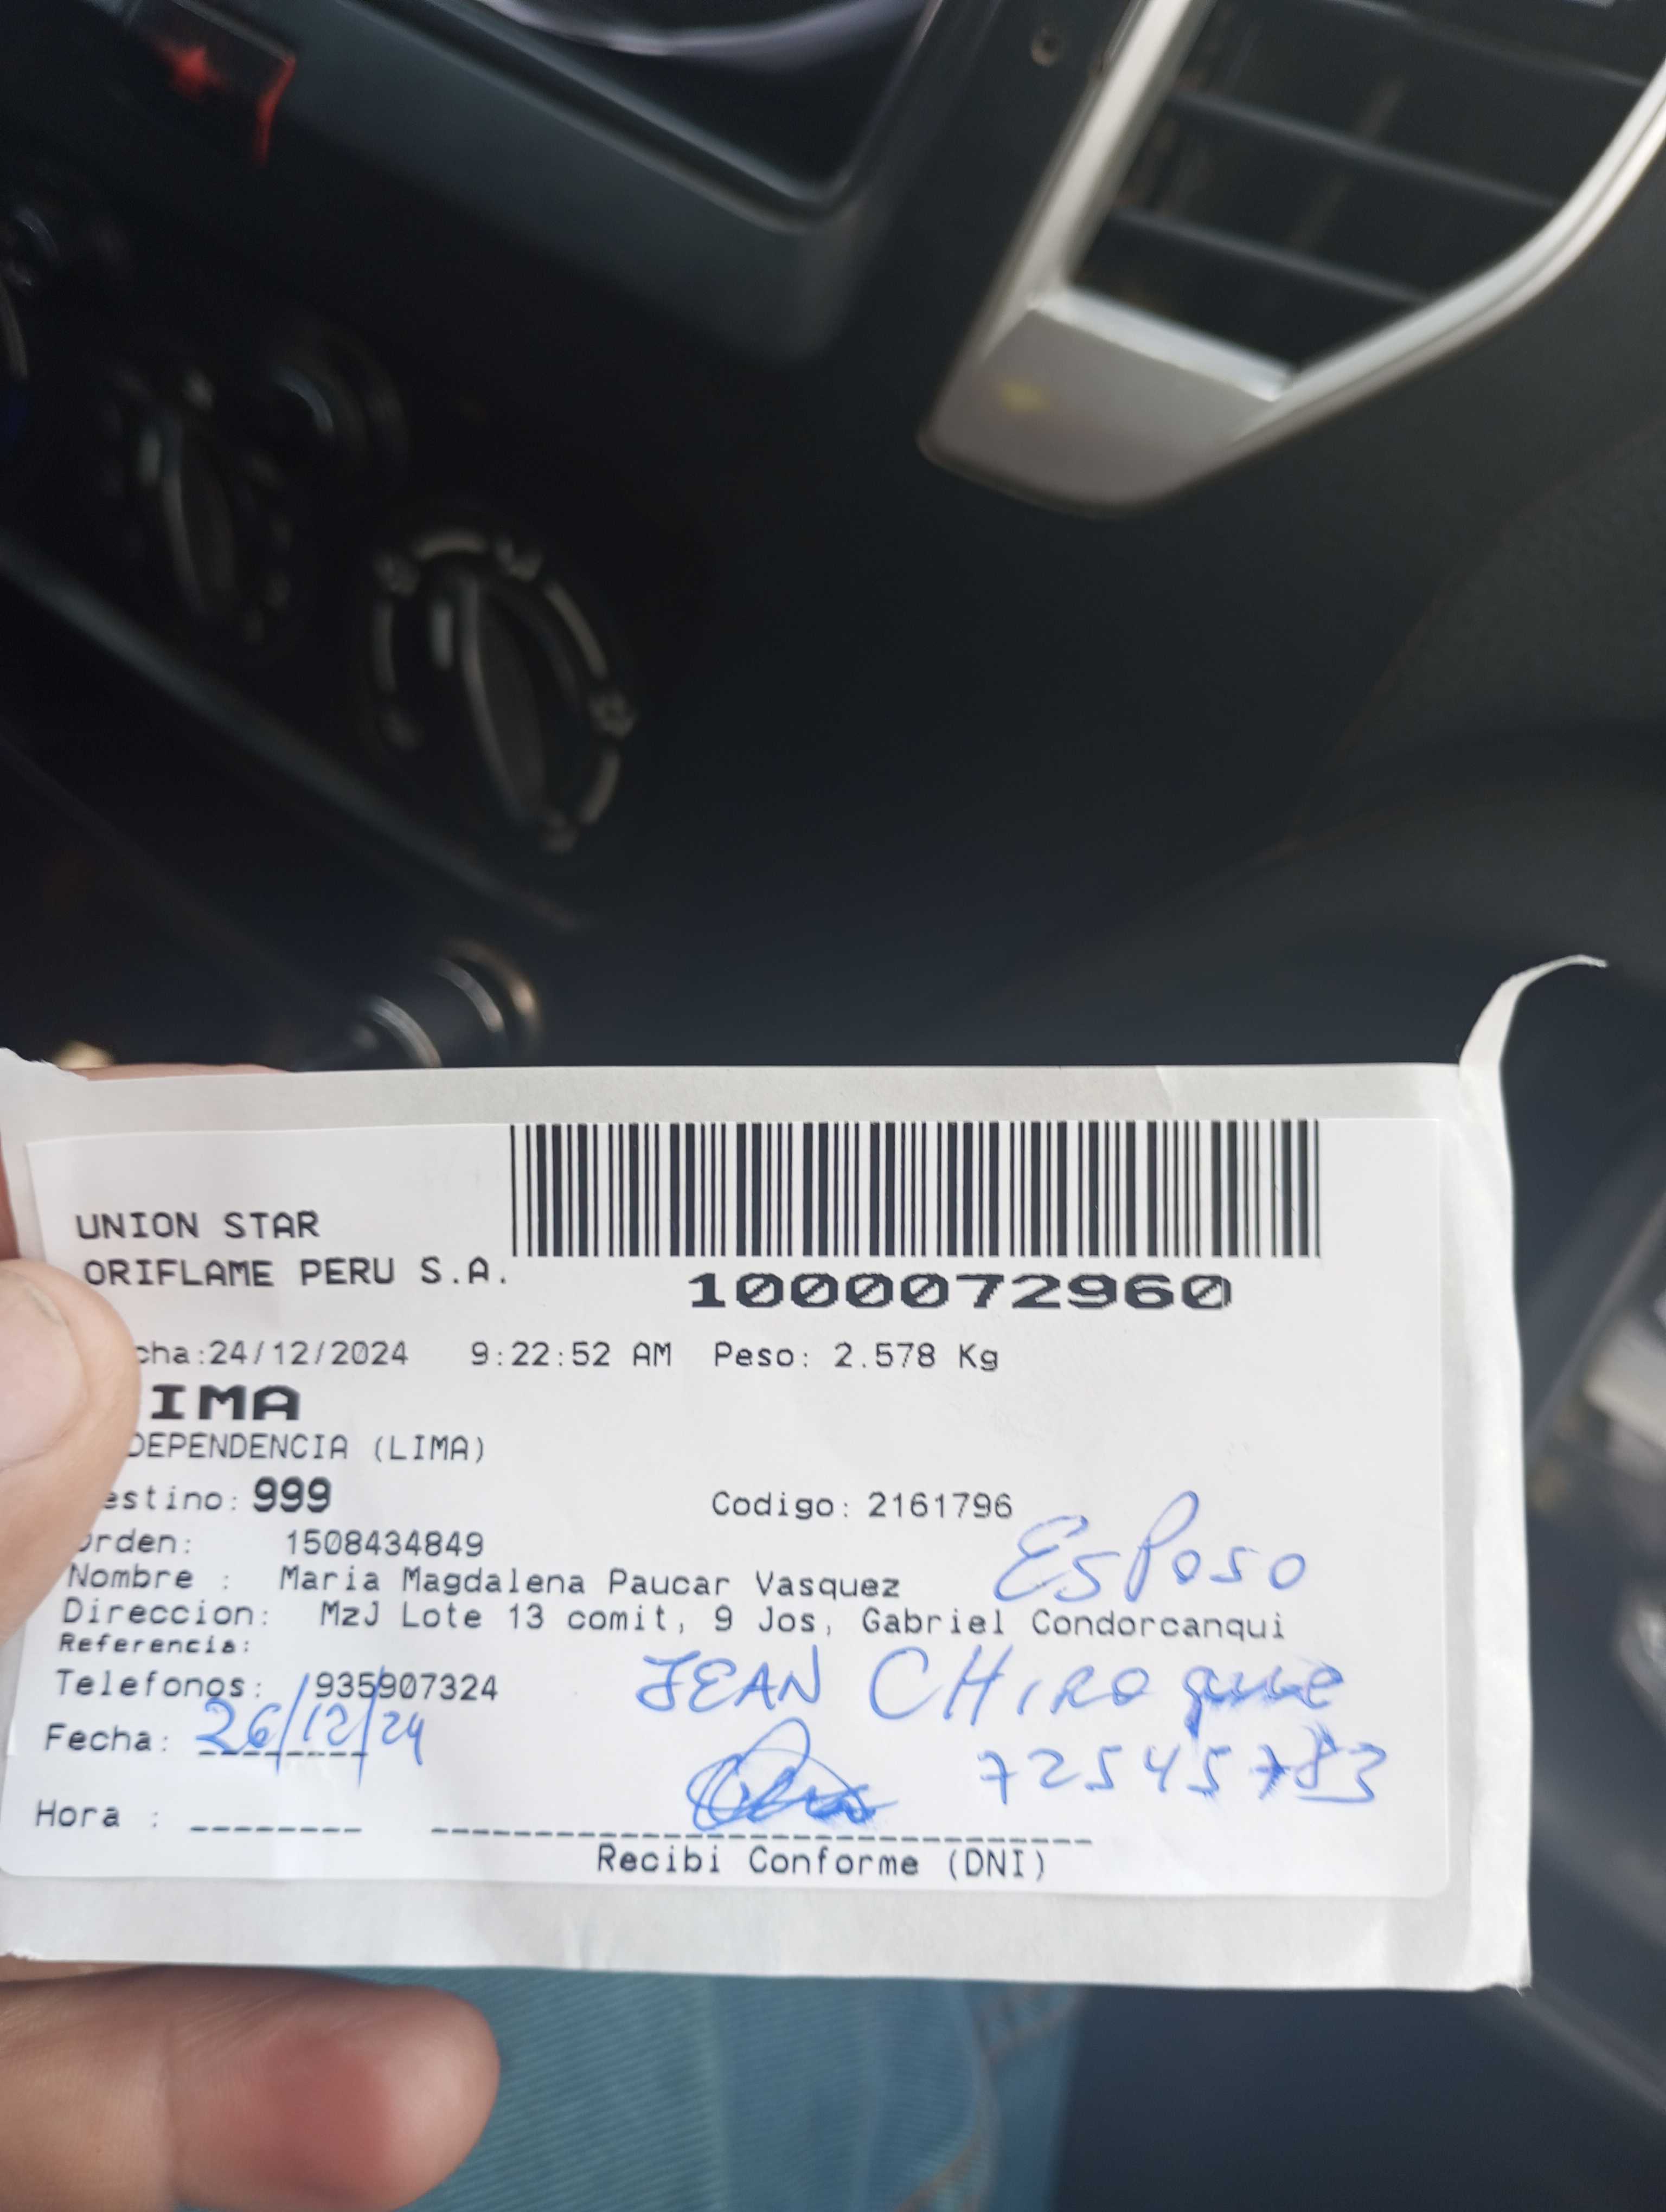 UNION STAR
ORIFLAME PERU S.A.
1000072960
cha:24/12/2024 9:22:52 AM Peso: 2.578 Kg
IMA
DEPENDENCIA (LIMA)
estino: 999 Codigo: 2161796
rden: 1508434849
ESPOSO
Nombre : Maria Magdalena Paucar Vasquez
Direccion: MzJ Lote 13 comit, 9 Jos, Gabriel Condorcanqui
Referencia:
JEAN CHIROque
Telefonos: 935907324
Fecha: 26/12/24
72545783
Hora :
Recibi Conforme (DNI)